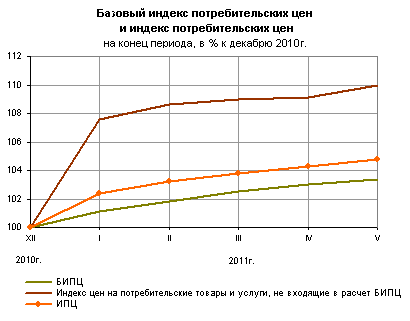 Базовый индекс потребительских цен
и индекс потребительских цен
на конец периода, в % к декабрю 2010г.
112
110
108
106
104
102
100
XII I II III IV V
2010г. 2011г.
БИПЦ
Индекс цен на потребительские товары и услуги, не входящие в расчет БИПЦ
ИПЦ